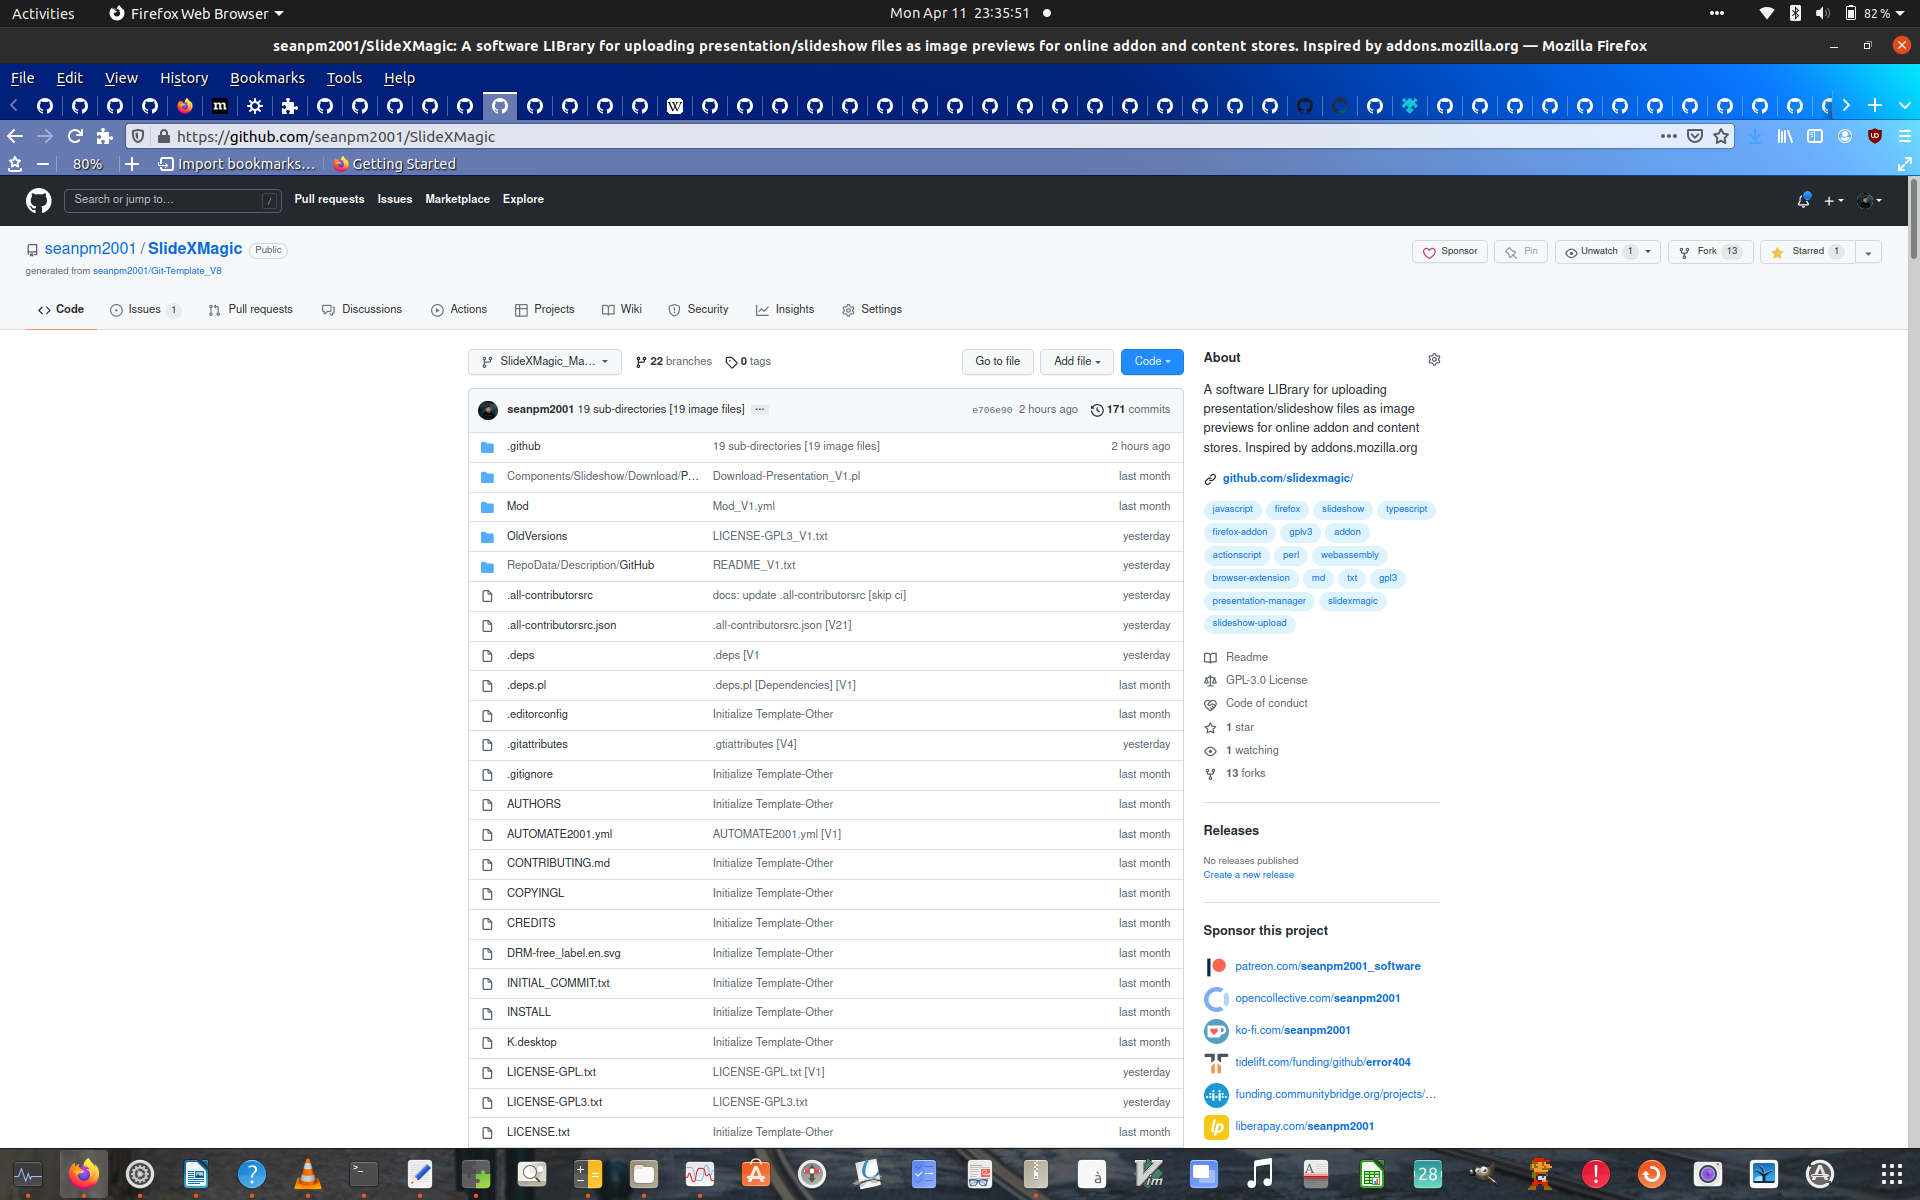 Activities Firefox Web Browser Mon Apr 11 23:35:51 82 %
seanpm2001/SlideXMagic: A software LIBrary for uploading presentation/slideshow files as image previews for online addon and content stores. Inspired by addons.mozilla.org — Mozilla Firefox
File Edit View History Bookmarks Tools Help
https://github.com/seanpm2001/SlideXMagic
80% Import bookmarks... Getting Started
Search or jump to... / Pull requests Issues Marketplace Explore
seanpm2001 / SlideXMagic Public Sponsor Pin Unwatch 1 Fork 13 Starred 1
generated from seanpm2001/Git-Template_V8
Code Issues 1 Pull requests Discussions Actions Projects Wiki Security Insights Settings
SlideXMagic_Ma... 22 branches 0 tags Go to file Add file Code
seanpm2001 19 sub-directories [19 image files] ... e706e90 2 hours ago 171 commits
.github 19 sub-directories [19 image files] 2 hours ago
Components/Slideshow/Download/P... Download-Presentation_V1.pl last month
Mod Mod_V1.yml last month
OldVersions LICENSE-GPL3_V1.txt yesterday
RepoData/Description/GitHub README_V1.txt yesterday
.all-contributorsrc docs: update .all-contributorsrc [skip ci] yesterday
.all-contributorsrc.json .all-contributorsrc.json [V21] yesterday
.deps .deps [V1 yesterday
.deps.pl .deps.pl [Dependencies] [V1] last month
.editorconfig Initialize Template-Other last month
.gitattributes .gtiattributes [V4] yesterday
.gitignore Initialize Template-Other last month
AUTHORS Initialize Template-Other last month
AUTOMATE2001.yml AUTOMATE2001.yml [V1] last month
CONTRIBUTING.md Initialize Template-Other last month
COPYINGL Initialize Template-Other last month
CREDITS Initialize Template-Other last month
DRM-free_label.en.svg Initialize Template-Other last month
INITIAL_COMMIT.txt Initialize Template-Other last month
INSTALL Initialize Template-Other last month
K.desktop Initialize Template-Other last month
LICENSE-GPL.txt LICENSE-GPL.txt [V1] yesterday
LICENSE-GPL3.txt LICENSE-GPL3.txt yesterday
LICENSE.txt Initialize Template-Other last month
About
A software LIBrary for uploading
presentation/slideshow files as image
previews for online addon and content
stores. Inspired by addons.mozilla.org
github.com/slidexmagic/
javascript firefox slideshow typescript
firefox-addon gplv3 addon
actionscript perl webassembly
browser-extension md txt gpl3
presentation-manager slidexmagic
slideshow-upload
Readme
GPL-3.0 License
Code of conduct
1 star
1 watching
13 forks
Releases
No releases published
Create a new release
Sponsor this project
patreon.com/seanpm2001_software
opencollective.com/seanpm2001
ko-fi.com/seanpm2001
tidelift.com/funding/github/error404
funding.communitybridge.org/projects/...
liberapay.com/seanpm2001